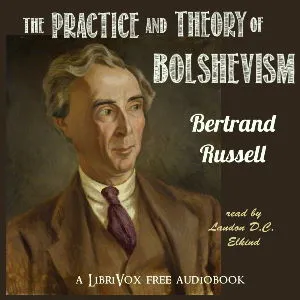 THE PRACTICE AND THEORY OF
BOLSHEVISM
Bertrand
Russell
read by
Landon D.C.
Elkind
A LIBRIVOX FREE AUDIOBOOK